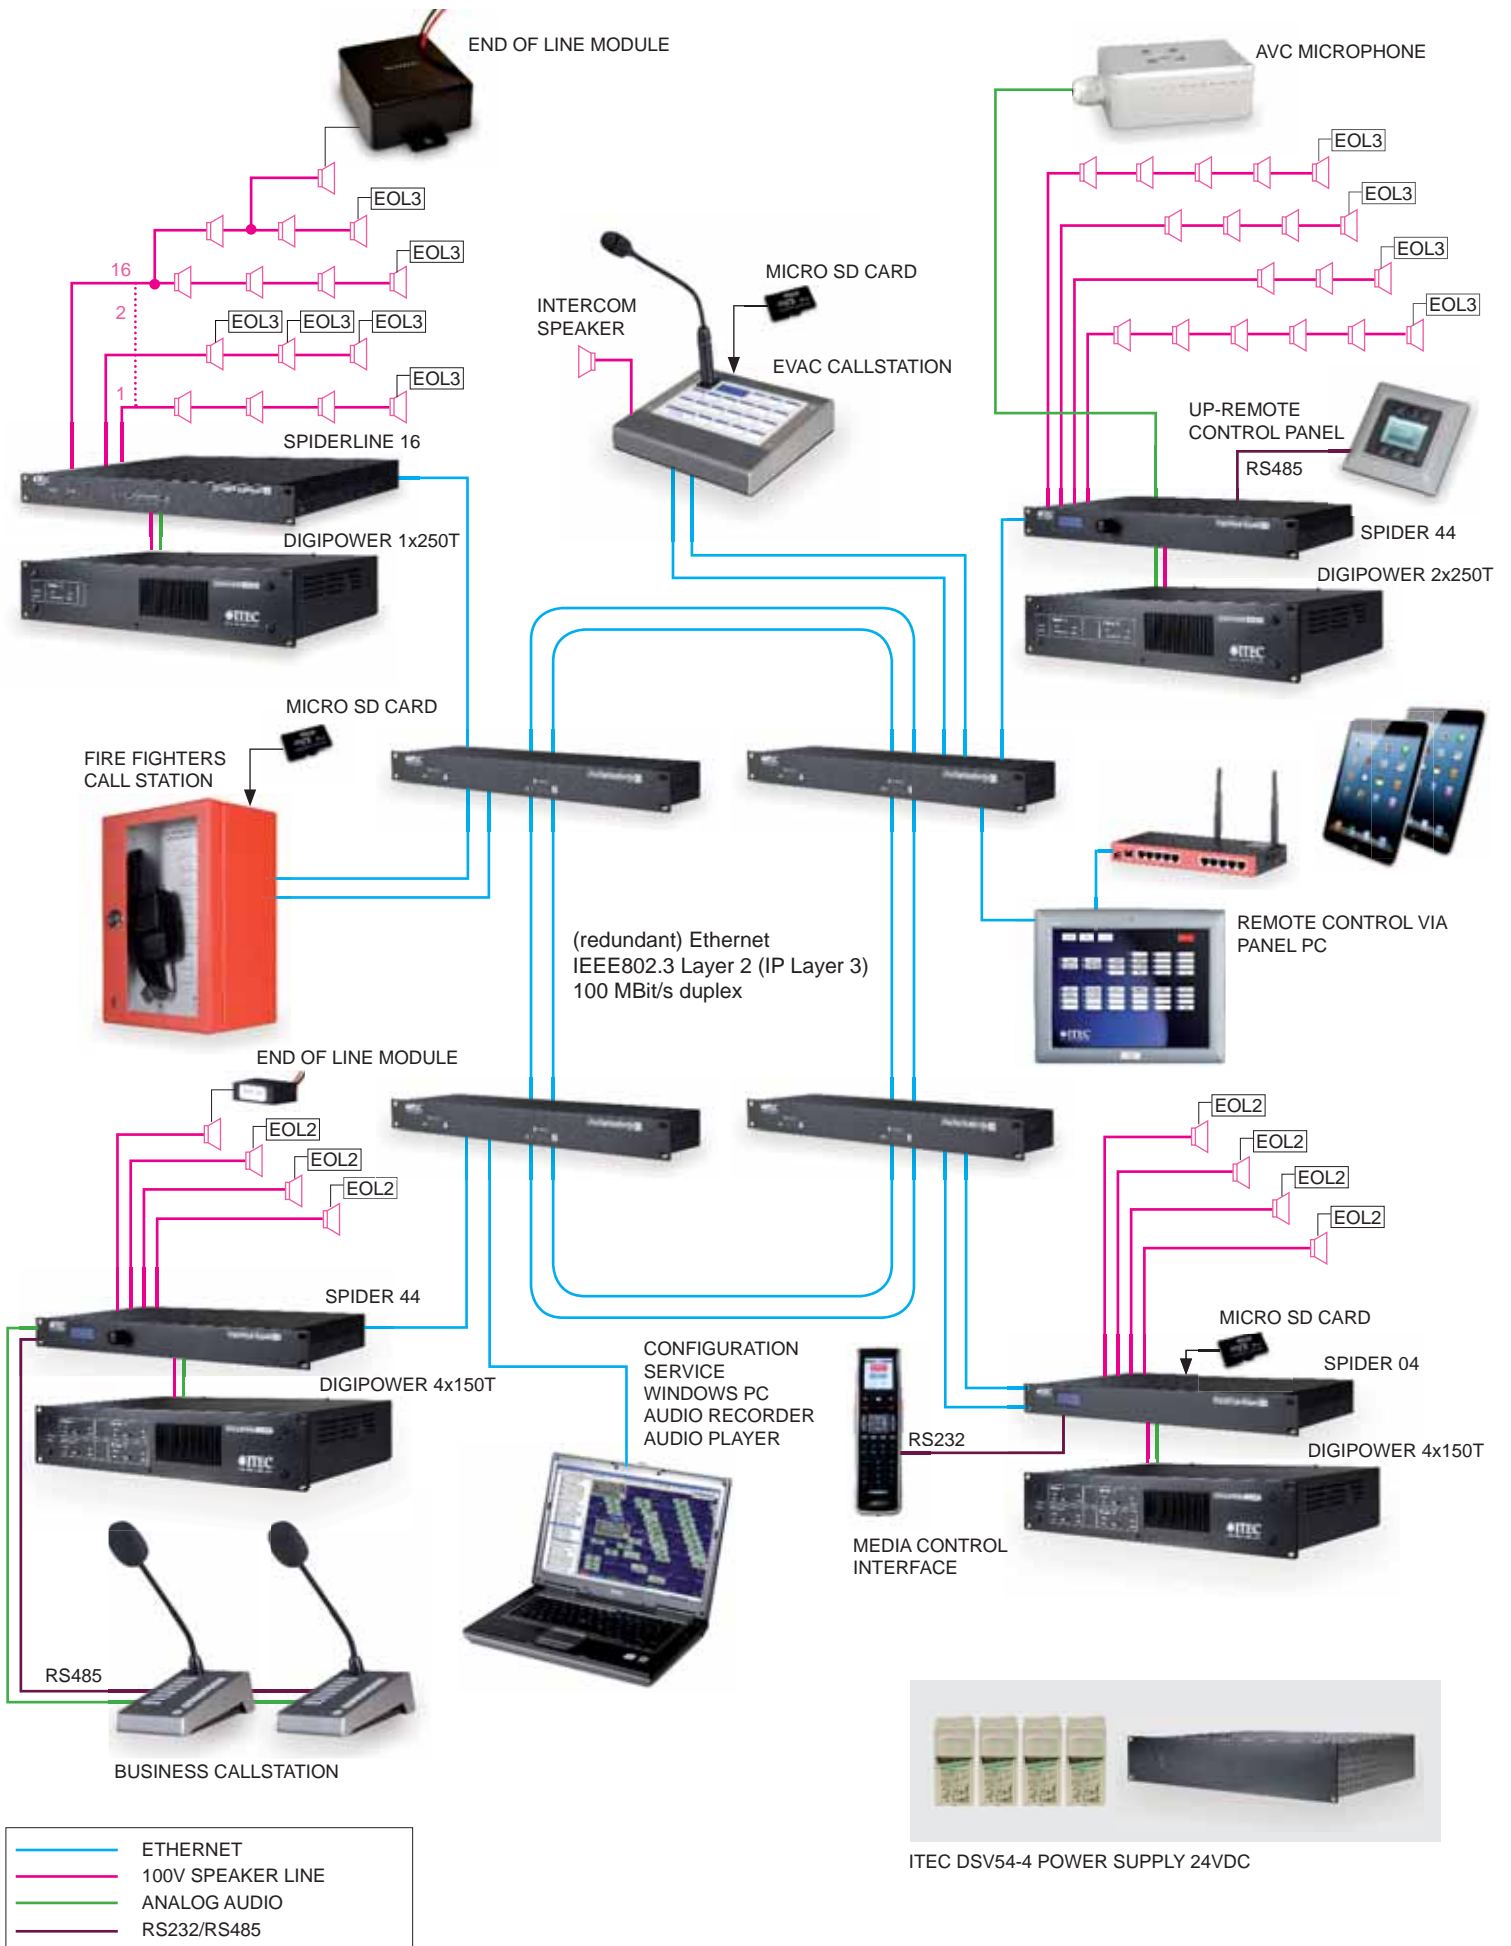 END OF LINE MODULE
AVC MICROPHONE
EOL3
EOL3
EOL3
EOL3
EOL3
EOL3
EOL3
16
2
EOL3
EOL3
EOL3
1
EOL3
MICRO SD CARD
INTERCOM
SPEAKER
EVAC CALLSTATION
UP-REMOTE
CONTROL PANEL
RS485
SPIDERLINE 16
SPIDER 44
DIGIPOWER 1x250T
DIGIPOWER 2x250T
ITEC
ITEC
MICRO SD CARD
FIRE FIGHTERS
CALL STATION
REMOTE CONTROL VIA
PANEL PC
ITEC
(redundant) Ethernet
IEEE802.3 Layer 2 (IP Layer 3)
100 MBit/s duplex
END OF LINE MODULE
EOL2
EOL2
EOL2
EOL2
EOL2
EOL2
EOL2
SPIDER 44
MICRO SD CARD
SPIDER 04
DIGIPOWER 4x150T
CONFIGURATION
SERVICE
WINDOWS PC
AUDIO RECORDER
AUDIO PLAYER
RS232
DIGIPOWER 4x150T
ITEC
ITEC
MEDIA CONTROL
INTERFACE
RS485
BUSINESS CALLSTATION
ITEC DSV54-4 POWER SUPPLY 24VDC
ETHERNET
100V SPEAKER LINE
ANALOG AUDIO
RS232/RS485